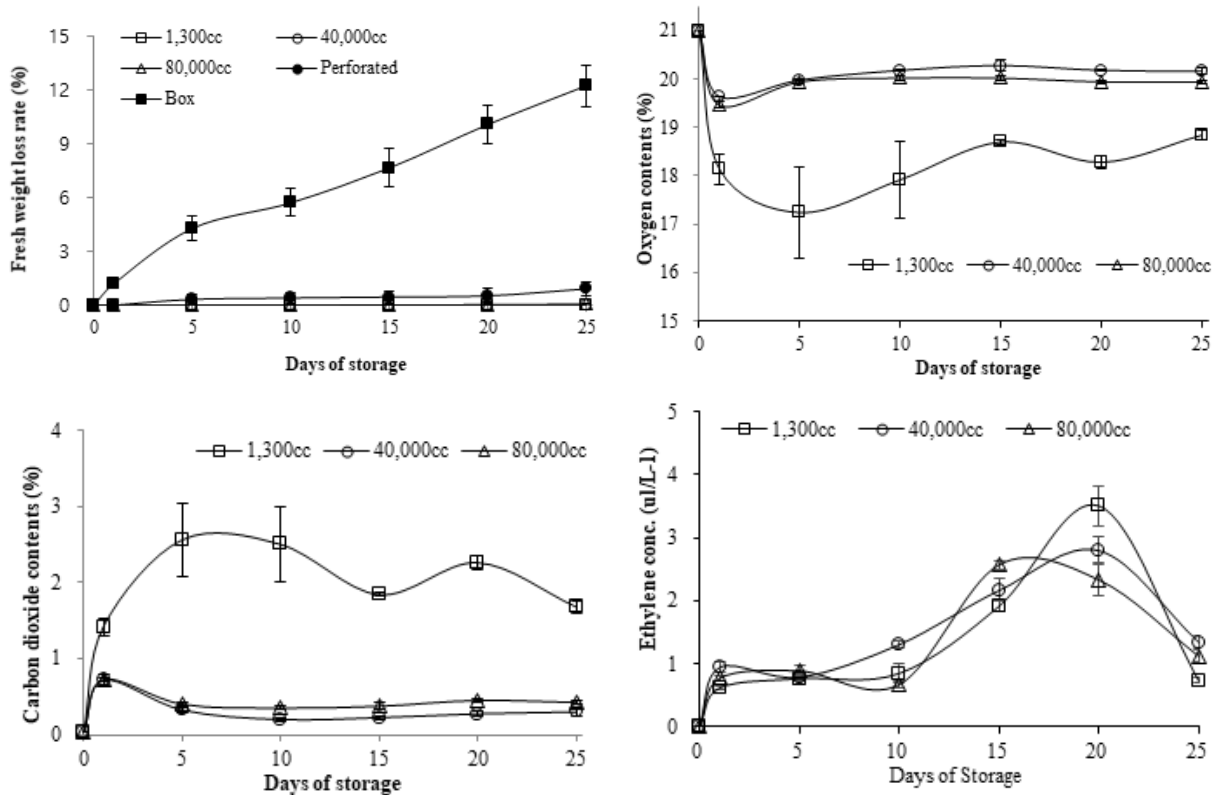 15
12
9
6
3
0
Fresh weight loss rate (%)
1,300cc
40,000cc
80,000cc
Perforated
Box
0 5 10 15 20 25
Days of storage
21
20
19
18
17
16
15
Oxygen contents (%)
1,300cc 40,000cc 80,000cc
0 5 10 15 20 25
Days of storage
4
3
2
1
0
Carbon dioxide contents (%)
1,300cc 40,000cc 80,000cc
0 5 10 15 20 25
Days of storage
5
4
3
2
1
0
Ethylene conc. (ul/L-1)
1,300cc 40,000cc 80,000cc
0 5 10 15 20 25
Days of Storage